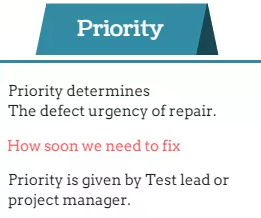 Priority
Priority determines
The defect urgency of repair.
How soon we need to fix
Priority is given by Test lead or
project manager.